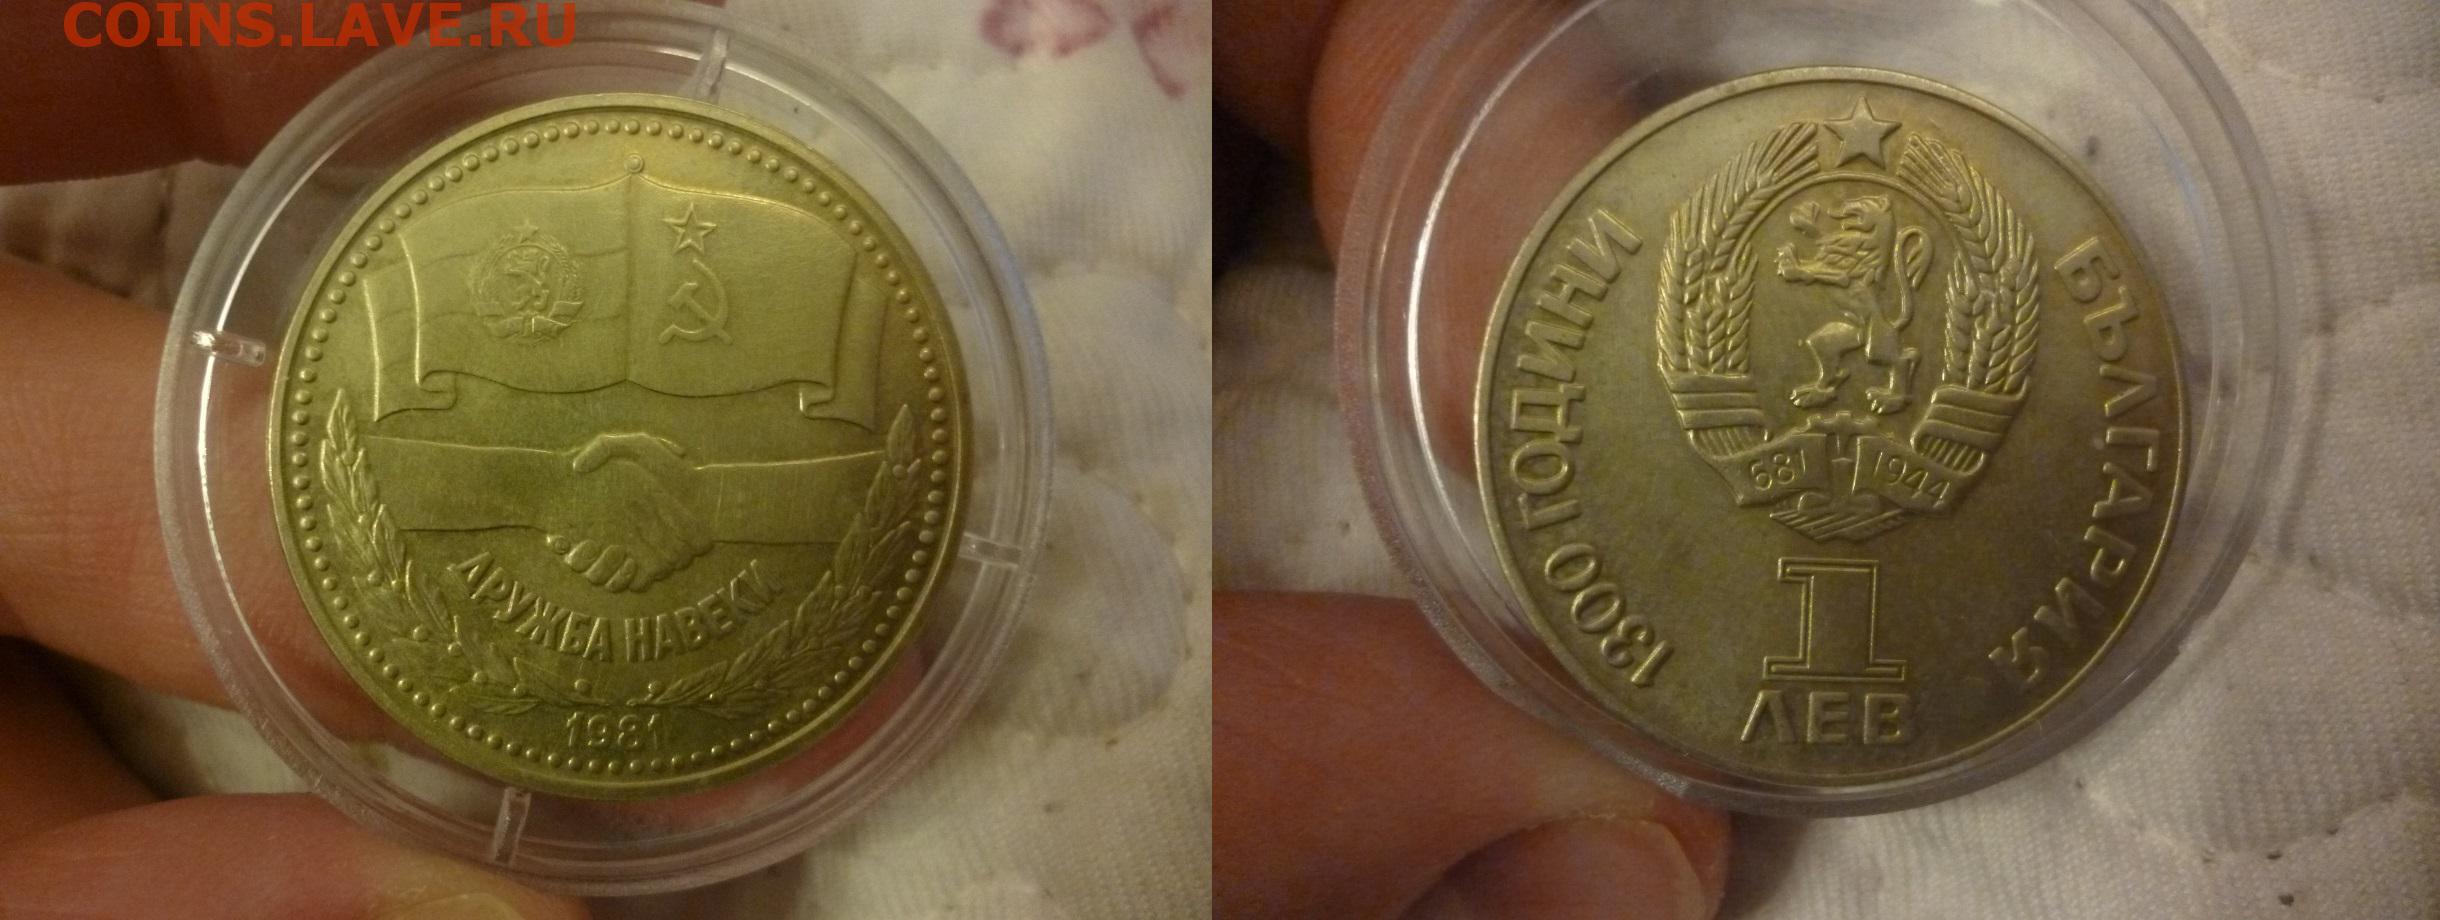 COINS.LAVE.RU
ДРУЖБА НАВЕКИ
1981
1300 ГОДИНИ
БЪЛГАРИЯ
681 1944
1
ЛЕВ